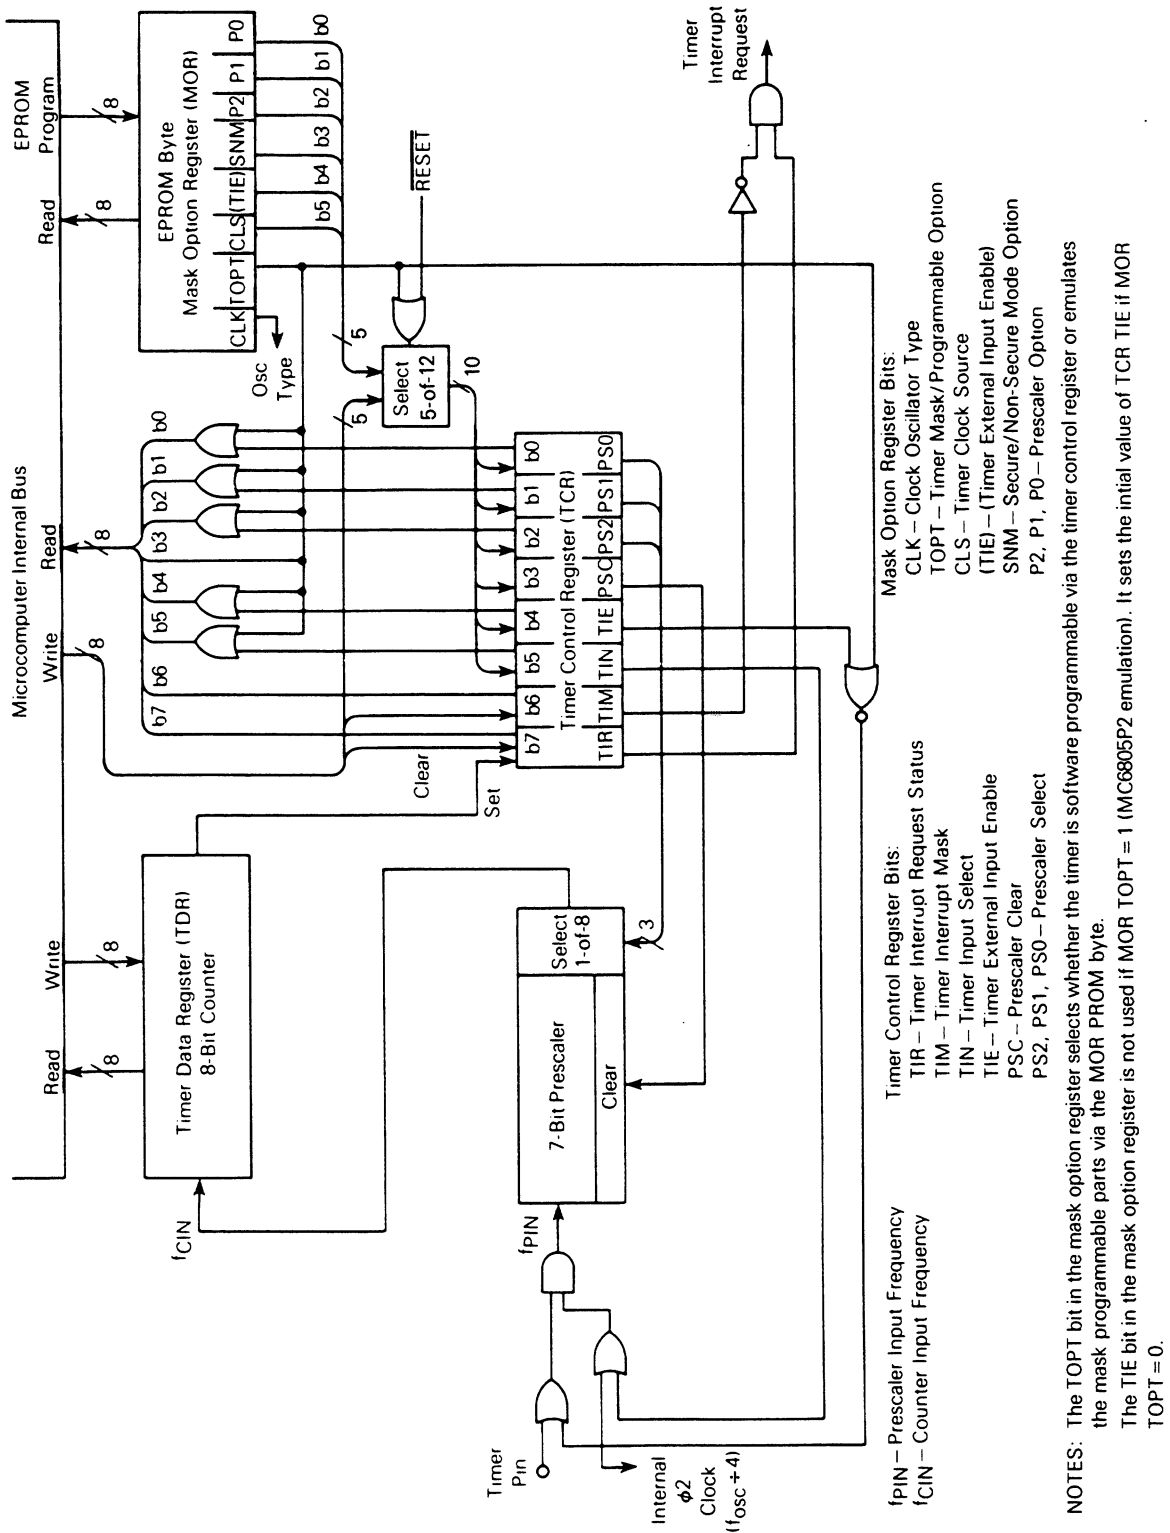 Microcomputer Internal Bus
Read
Write
Write
Read
Read
EPROM
Program
8
8
8
8
8
8
Timer Data Register (TDR)
8-Bit Counter
EPROM Byte
Mask Option Register (MOR)
CLK
TOPT
CLS
(TIE)
SNM
P2
P1
P0
b7
b6
b5
b4
b3
b2
b1
b0
b5
b4
b3
b2
b1
b0
Osc
Type
fCIN
Clear
Set
5
5
Select
5-of-12
10
RESET
b7
b6
b5
b4
b3
b2
b1
b0
Timer Control Register (TCR)
TIR
TIM
TIN
TIE
PSC
PS2
PS1
PS0
fPIN
7-Bit Prescaler
Select
1-of-8
Clear
3
Timer
Pin
Internal
ϕ2
Clock
(fosc÷4)
Timer
Interrupt
Request
fPIN – Prescaler Input Frequency
fCIN – Counter Input Frequency
Timer Control Register Bits:
TIR – Timer Interrupt Request Status
TIM – Timer Interrupt Mask
TIN – Timer Input Select
TIE – Timer External Input Enable
PSC – Prescaler Clear
PS2, PS1, PS0 – Prescaler Select
Mask Option Register Bits:
CLK – Clock Oscillator Type
TOPT – Timer Mask/Programmable Option
CLS – Timer Clock Source
(TIE) – (Timer External Input Enable)
SNM – Secure/Non-Secure Mode Option
P2, P1, P0 – Prescaler Option
NOTES: The TOPT bit in the mask option register selects whether the timer is software programmable via the timer control register or emulates
the mask programmable parts via the MOR PROM byte.
The TIE bit in the mask option register is not used if MOR TOPT = 1 (MC6805P2 emulation). It sets the intial value of TCR TIE if MOR
TOPT = 0.